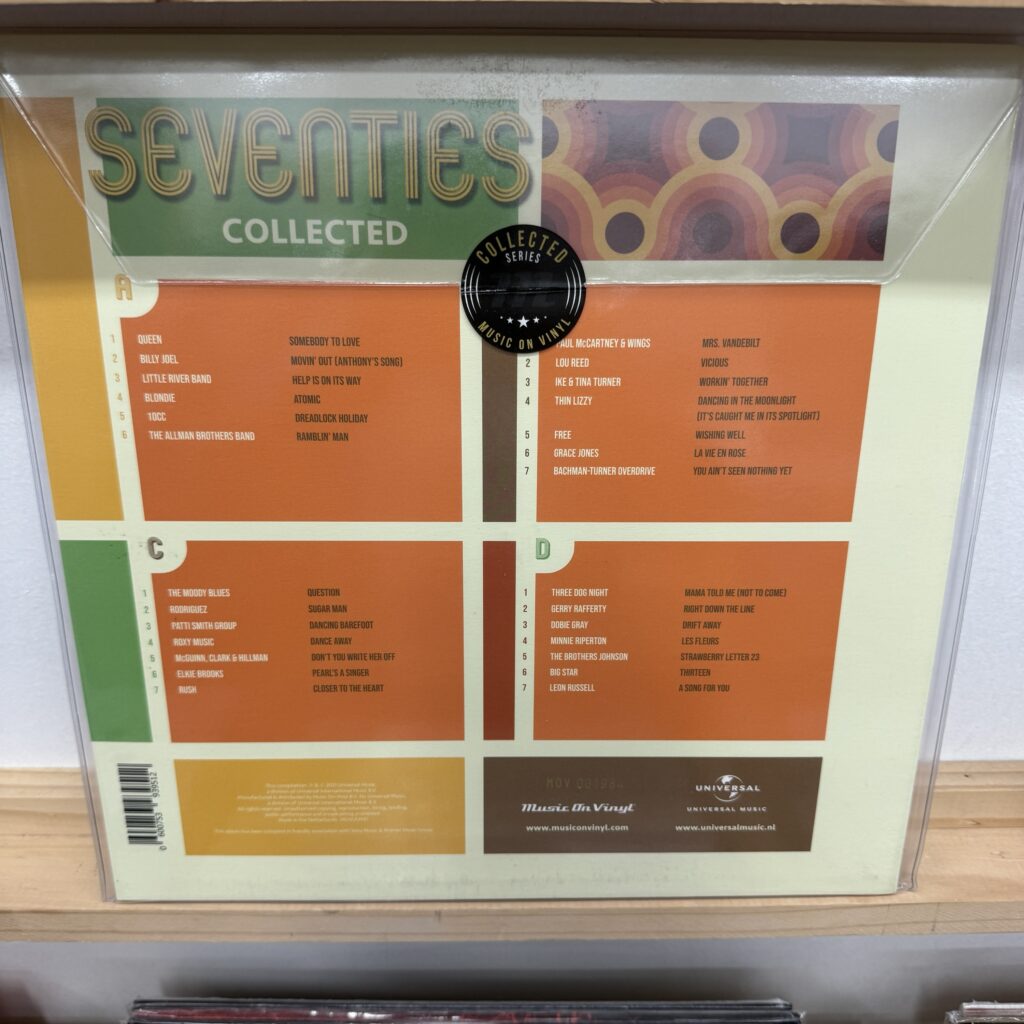 SEVENTIES
COLLECTED
COLLECTED
SERIES
MUSIC ON VINYL
A
1 QUEEN SOMEBODY TO LOVE
2 BILLY JOEL MOVIN' OUT (ANTHONY'S SONG)
3 LITTLE RIVER BAND HELP IS ON ITS WAY
4 BLONDIE ATOMIC
5 10CC DREADLOCK HOLIDAY
6 THE ALLMAN BROTHERS BAND RAMBLIN' MAN
PAUL McCARTNEY & WINGS MRS. VANDEBILT
2 LOU REED VICIOUS
3 IKE & TINA TURNER WORKIN' TOGETHER
4 THIN LIZZY DANCING IN THE MOONLIGHT
(IT'S CAUGHT ME IN ITS SPOTLIGHT)
5 FREE WISHING WELL
6 GRACE JONES LA VIE EN ROSE
7 BACHMAN-TURNER OVERDRIVE YOU AIN'T SEEN NOTHING YET
C
1 THE MOODY BLUES QUESTION
2 RODRIGUEZ SUGAR MAN
3 PATTI SMITH GROUP DANCING BAREFOOT
4 ROXY MUSIC DANCE AWAY
5 McGUINN, CLARK & HILLMAN DON'T YOU WRITE HER OFF
6 ELKIE BROOKS PEARL'S A SINGER
7 RUSH CLOSER TO THE HEART
D
1 THREE DOG NIGHT MAMA TOLD ME (NOT TO COME)
2 GERRY RAFFERTY RIGHT DOWN THE LINE
3 DOBIE GRAY DRIFT AWAY
4 MINNIE RIPERTON LES FLEURS
5 THE BROTHERS JOHNSON STRAWBERRY LETTER 23
6 BIG STAR THIRTEEN
7 LEON RUSSELL A SONG FOR YOU
0 600753 939512
Music On Vinyl
www.musiconvinyl.com
UNIVERSAL
UNIVERSAL MUSIC
www.universalmusic.nl